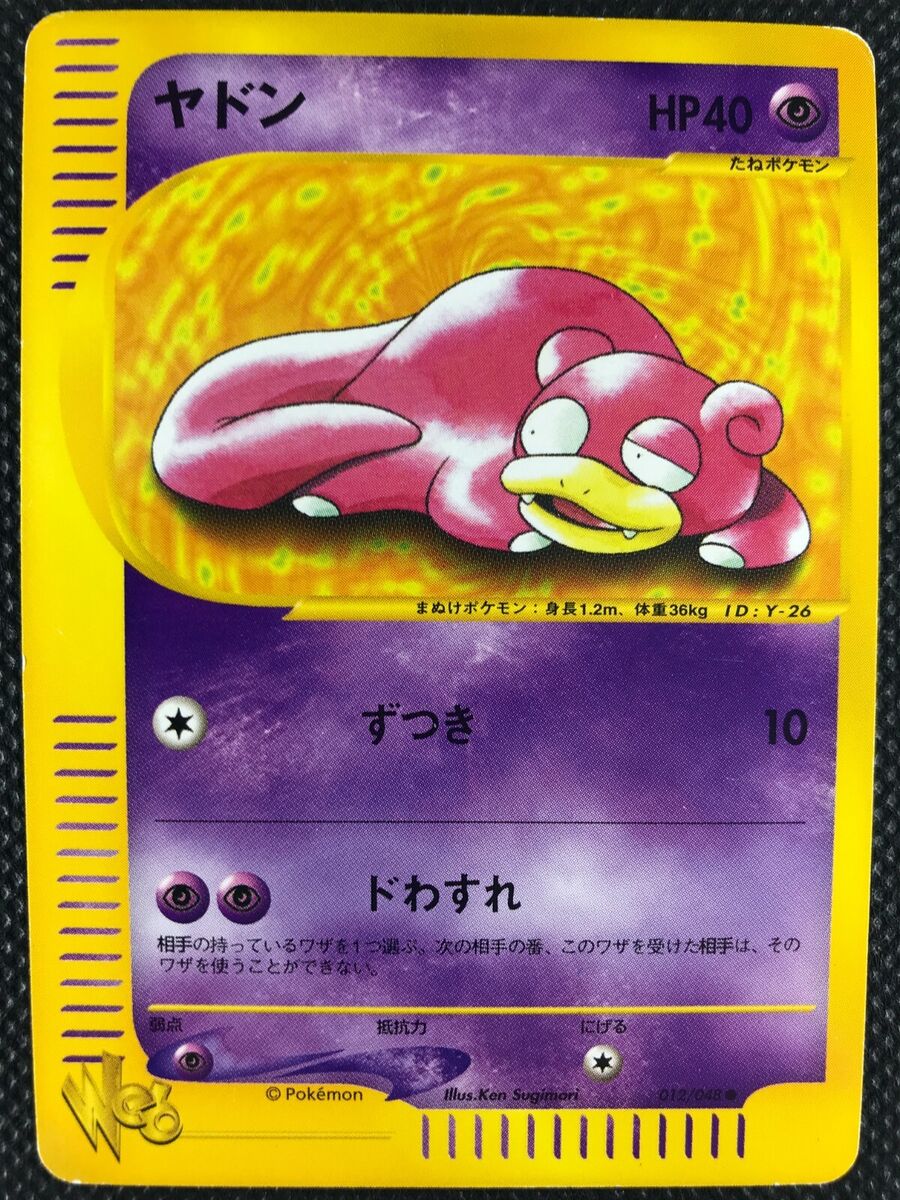 ヤドン
HP40
たねポケモン
まぬけポケモン：身長1.2m、体重36kg ID:Y-26
ずつき 10
ドわすれ
相手の持っているワザを1つ選ぶ。次の相手の番、このワザを受けた相手は、その
ワザを使うことができない。
弱点 抵抗力 にげる
©Pokémon Illus.Ken Sugimori 012/048●
Web